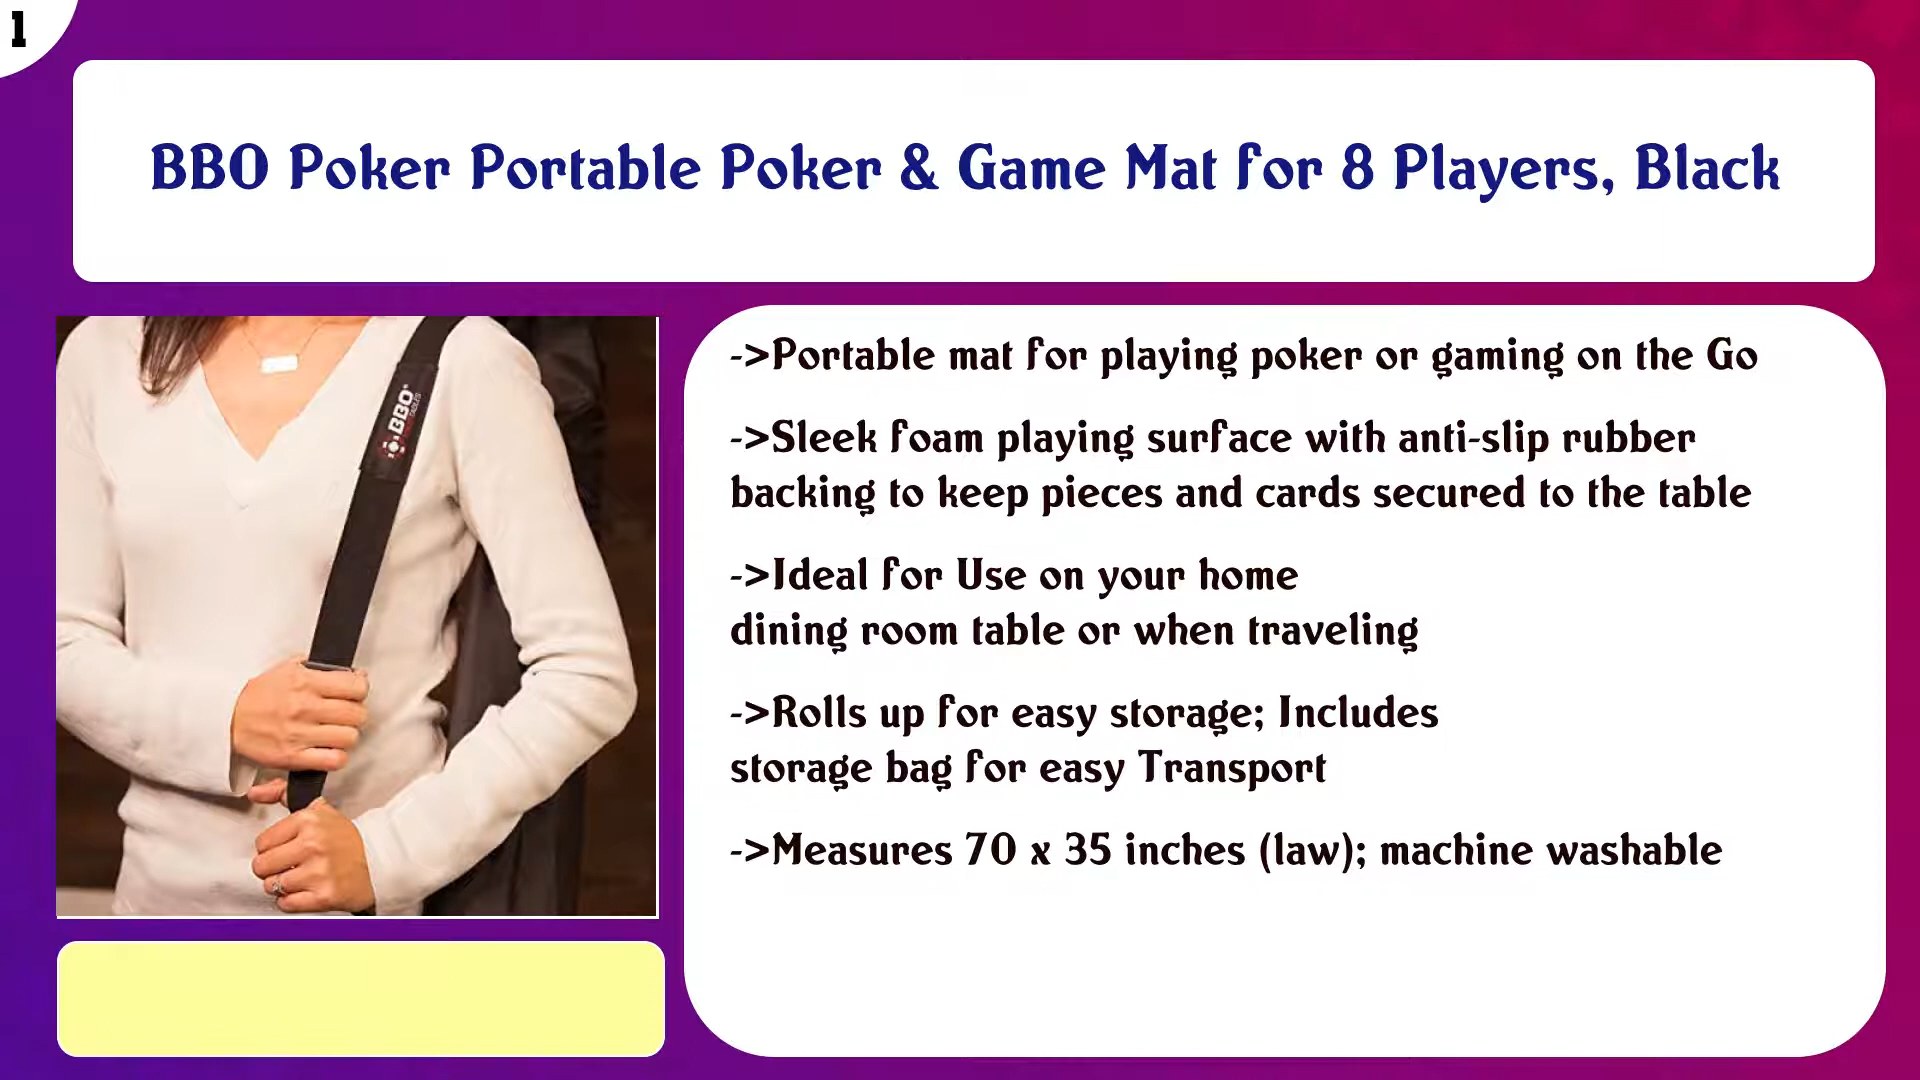 1
BBO Poker Portable Poker & Game Mat for 8 Players, Black
BBO
->Portable mat for playing poker or gaming on the Go
->Sleek foam playing surface with anti-slip rubber
backing to keep pieces and cards secured to the table
->Ideal for Use on your home
dining room table or when traveling
->Rolls up for easy storage; Includes
storage bag for easy Transport
->Measures 70 x 35 inches (law); machine washable